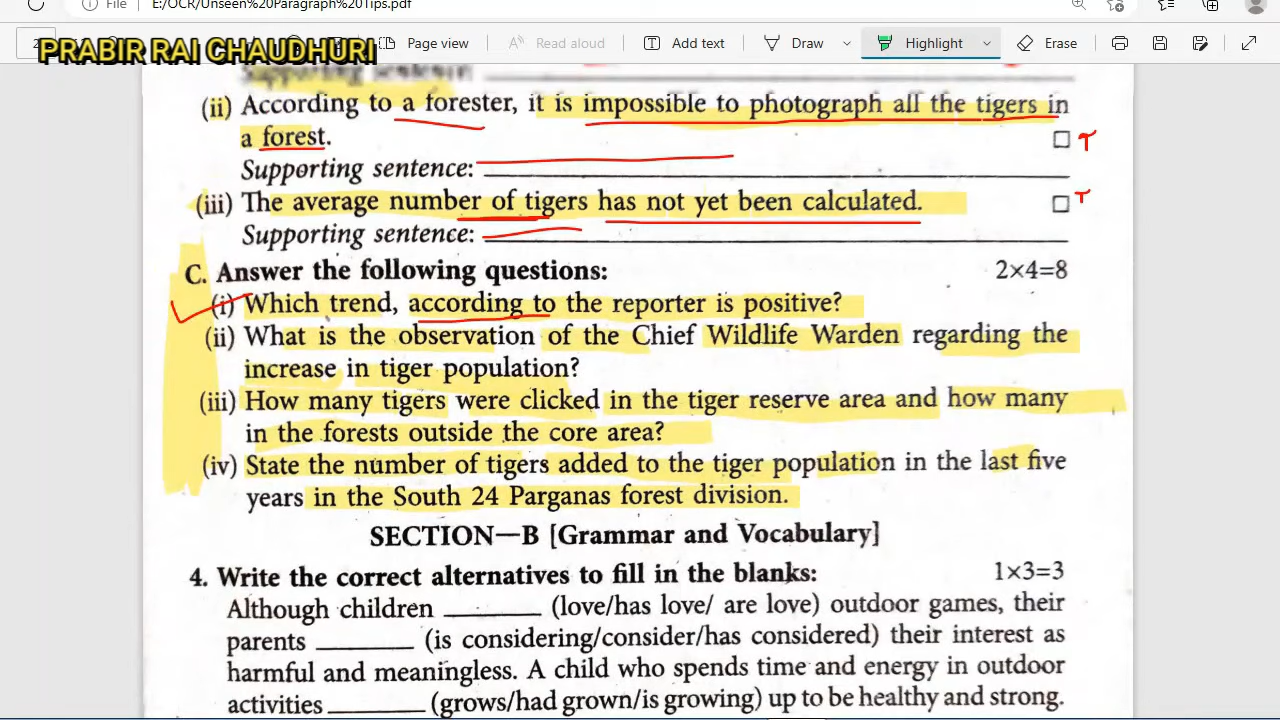 File | E:/OCR/Unseen%20Paragraph%20Tips.pdf
PRABIR RAI CHAUDHURI
Page view
Read aloud
Add text
Draw
Highlight
Erase
Supporting sentence:
(ii) According to a forester, it is impossible to photograph all the tigers in
a forest. T
Supporting sentence:
(iii) The average number of tigers has not yet been calculated. T
Supporting sentence:
C. Answer the following questions: 2×4=8
(i) Which trend, according to the reporter is positive?
(ii) What is the observation of the Chief Wildlife Warden regarding the
increase in tiger population?
(iii) How many tigers were clicked in the tiger reserve area and how many
in the forests outside the core area?
(iv) State the number of tigers added to the tiger population in the last five
years in the South 24 Parganas forest division.
SECTION—B [Grammar and Vocabulary]
4. Write the correct alternatives to fill in the blanks: 1×3=3
Although children ______ (love/has love/ are love) outdoor games, their
parents ______ (is considering/consider/has considered) their interest as
harmful and meaningless. A child who spends time and energy in outdoor
activities ______ (grows/had grown/is growing) up to be healthy and strong.